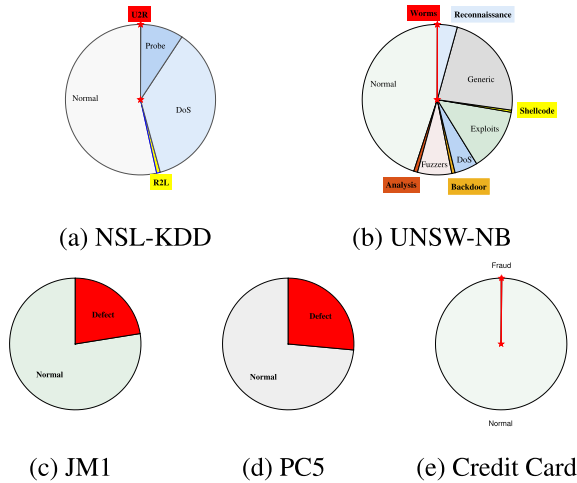 U2R
Probe
Normal
DoS
R2L
(a) NSL-KDD
Worms
Reconnaissance
Generic
Normal
Shellcode
Exploits
DoS
Fuzzers
Analysis
Backdoor
(b) UNSW-NB
Defect
Normal
(c) JM1
Defect
Normal
(d) PC5
Fraud
Normal
(e) Credit Card